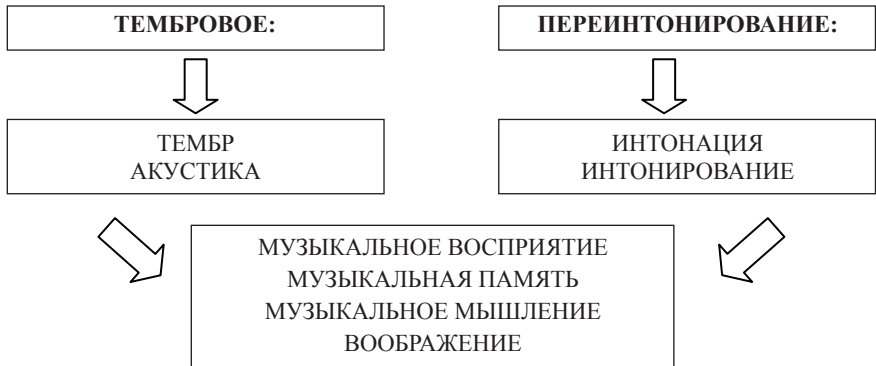 ТЕМБРОВОЕ:
ПЕРЕИНТОНИРОВАНИЕ:
ТЕМБР
АКУСТИКА
ИНТОНАЦИЯ
ИНТОНИРОВАНИЕ
МУЗЫКАЛЬНОЕ ВОСПРИЯТИЕ
МУЗЫКАЛЬНАЯ ПАМЯТЬ
МУЗЫКАЛЬНОЕ МЫШЛЕНИЕ
ВООБРАЖЕНИЕ